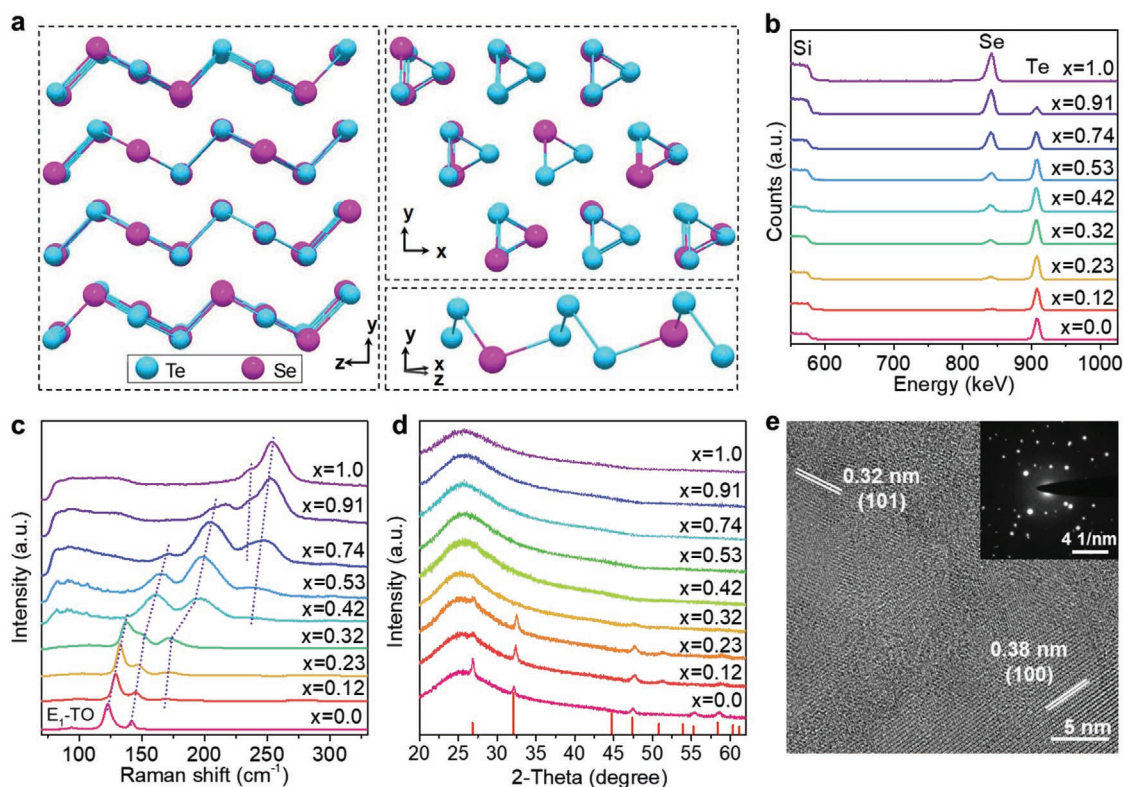 a
y
x
y
z
Te
Se
y
x
z
b
Si
Se
Te
x=1.0
x=0.91
x=0.74
x=0.53
x=0.42
x=0.32
x=0.23
x=0.12
x=0.0
Counts (a.u.)
600
700
800
900
1000
Energy (keV)
c
x=1.0
x=0.91
x=0.74
x=0.53
x=0.42
x=0.32
x=0.23
x=0.12
E₁-TO
x=0.0
Intensity (a.u.)
100
150
200
250
300
Raman shift (cm⁻¹)
d
x=1.0
x=0.91
x=0.74
x=0.53
x=0.42
x=0.32
x=0.23
x=0.12
x=0.0
Intensity (a.u.)
20
25
30
35
40
45
50
55
60
2-Theta (degree)
e
0.32 nm
(101)
4 1/nm
0.38 nm
(100)
5 nm